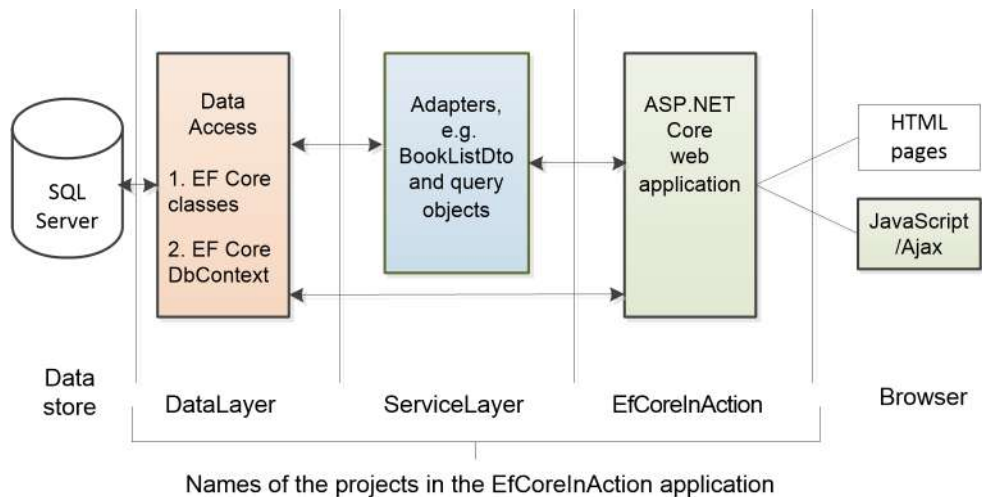 SQL
Server
Data
Access
1. EF Core
classes
2. EF Core
DbContext
Adapters,
e.g.
BookListDto
and query
objects
ASP.NET
Core
web
application
HTML
pages
JavaScript
/Ajax
Data
store
DataLayer
ServiceLayer
EfCoreInAction
Browser
Names of the projects in the EfCoreInAction application